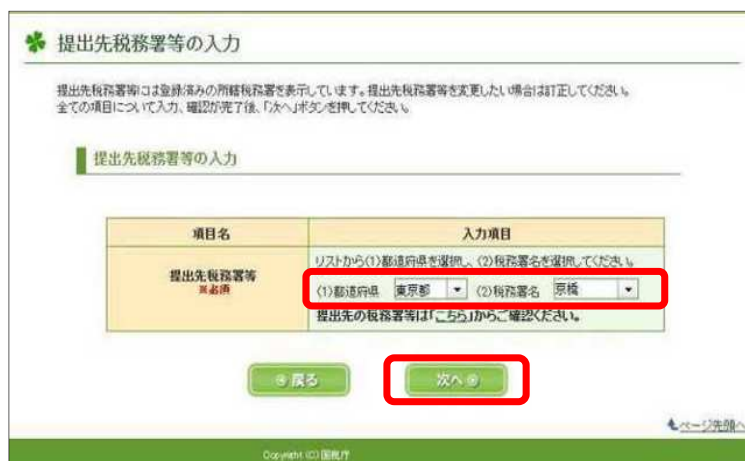 提出先税務署等の入力
提出先税務署等には登録済みの所轄税務署を表示しています。提出先税務署等を変更したい場合は訂正してください。
全ての項目について入力、確認が完了後、「次へ」ボタンを押してください。
提出先税務署等の入力
項目名 入力項目
提出先税務署等
※必須
リストから(1)都道府県を選択し、(2)税務署名を選択してください。
(1)都道府県 東京都 (2)税務署名 京橋
提出先の税務署等は「こちら」からご確認ください。
戻る 次へ
ページ先頭へ
Copyright (C) 国税庁